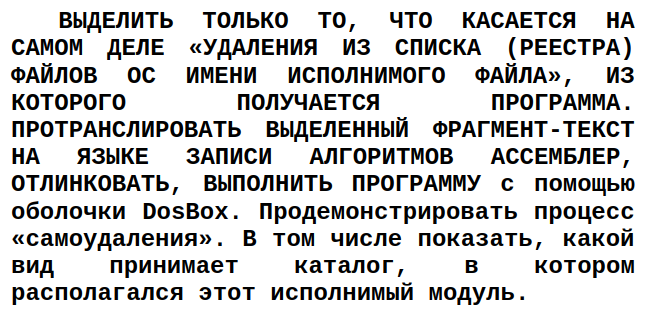 ВЫДЕЛИТЬ ТОЛЬКО ТО, ЧТО КАСАЕТСЯ НА
САМОМ ДЕЛЕ «УДАЛЕНИЯ ИЗ СПИСКА (РЕЕСТРА)
ФАЙЛОВ ОС ИМЕНИ ИСПОЛНИМОГО ФАЙЛА», ИЗ
КОТОРОГО ПОЛУЧАЕТСЯ ПРОГРАММА.
ПРОТРАНСЛИРОВАТЬ ВЫДЕЛЕННЫЙ ФРАГМЕНТ-ТЕКСТ
НА ЯЗЫКЕ ЗАПИСИ АЛГОРИТМОВ АССЕМБЛЕР,
ОТЛИНКОВАТЬ, ВЫПОЛНИТЬ ПРОГРАММУ с помощью
оболочки DosBox. Продемонстрировать процесс
«самоудаления». В том числе показать, какой
вид принимает каталог, в котором
располагался этот исполнимый модуль.